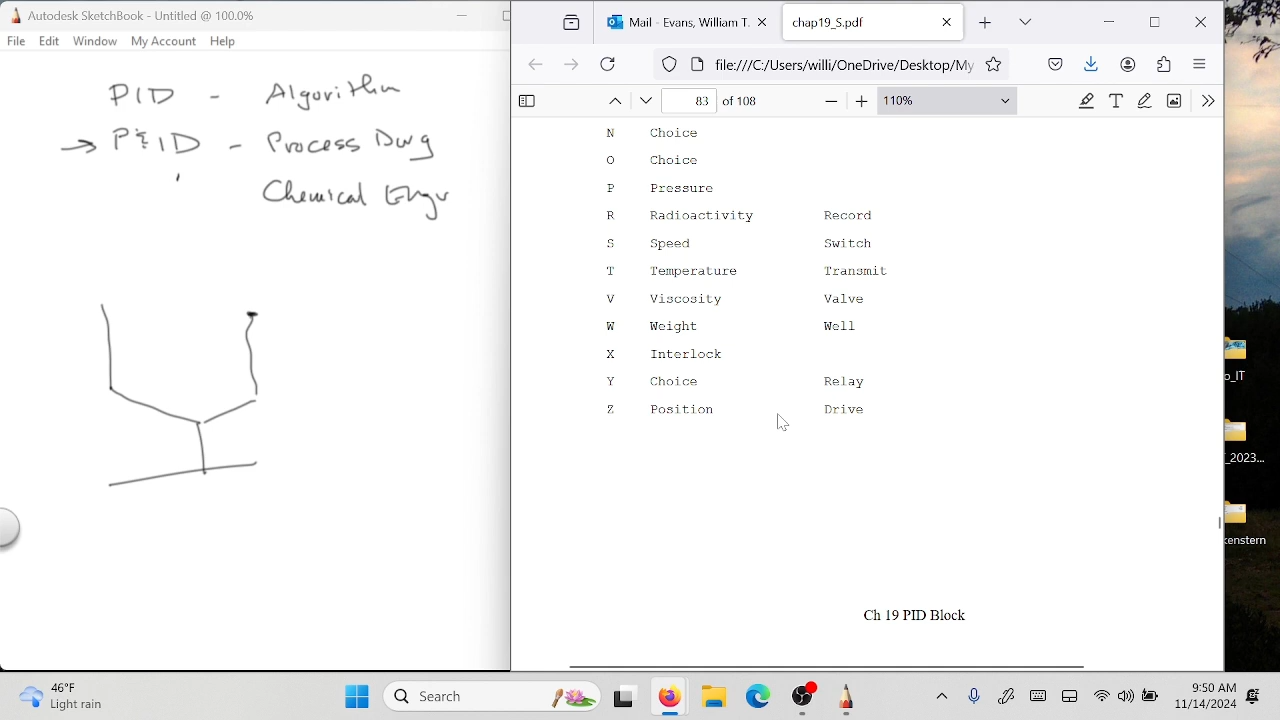 Autodesk SketchBook - Untitled @ 100.0%
File Edit Window My Account Help
PID - Algorithm
→ P&ID - Process Dwg
Chemical Engr
Mail - Evans, William T.
chap19_S.pdf
file:///C:/Users/willi/OneDrive/Desktop/My
83 of 108
110%
N Choice
O Choice
P Pressure
R Radioactivity Record
S Speed Switch
T Temperature Transmit
V Viscosity Valve
W Weight Well
X Interlock
Y Choice Relay
Z Position Drive
Ch 19 PID Block
o_IT
_2023...
kenstern
46°F
Light rain
Search
9:50 AM
11/14/2024